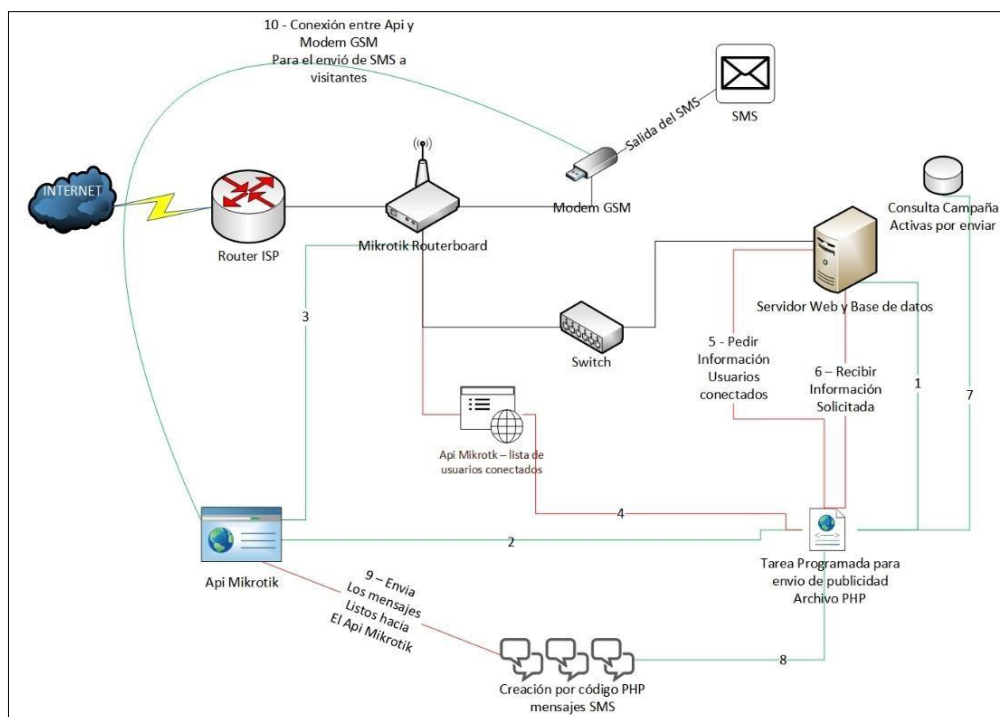 10 - Conexión entre Api y
Modem GSM
Para el envió de SMS a
visitantes
SMS
Salida del SMS
INTERNET
Modem GSM
Consulta Campaña
Activas por enviar
Router ISP
Mikrotik Routerboard
Servidor Web y Base de datos
3
Switch
5 - Pedir
Información
Usuarios
conectados
6 – Recibir
Información
Solicitada
1
7
Api Mikrotk – lista de
usuarios conectados
4
2
Api Mikrotik
Tarea Programada para
envio de publicidad
Archivo PHP
9 – Envia
Los mensajes
Listos hacia
El Api Mikrotik
8
Creación por código PHP
mensajes SMS